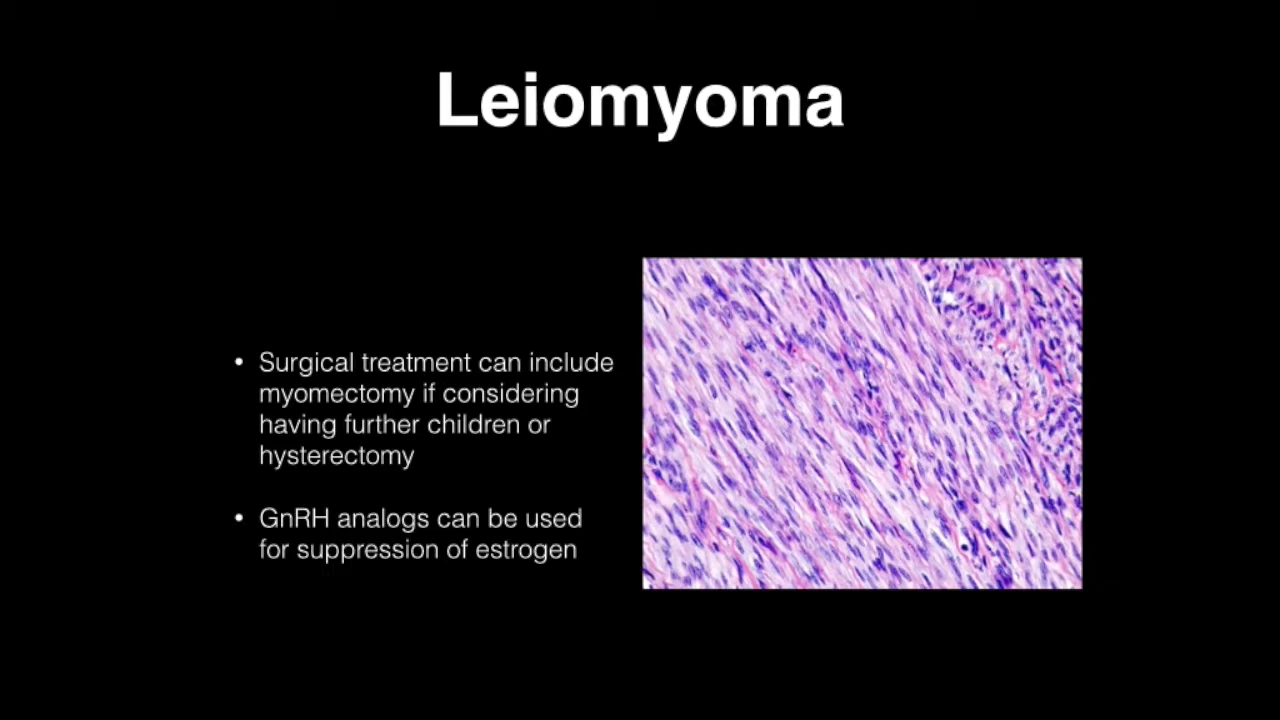 Leiomyoma
• Surgical treatment can include
myomectomy if considering
having further children or
hysterectomy
• GnRH analogs can be used
for suppression of estrogen